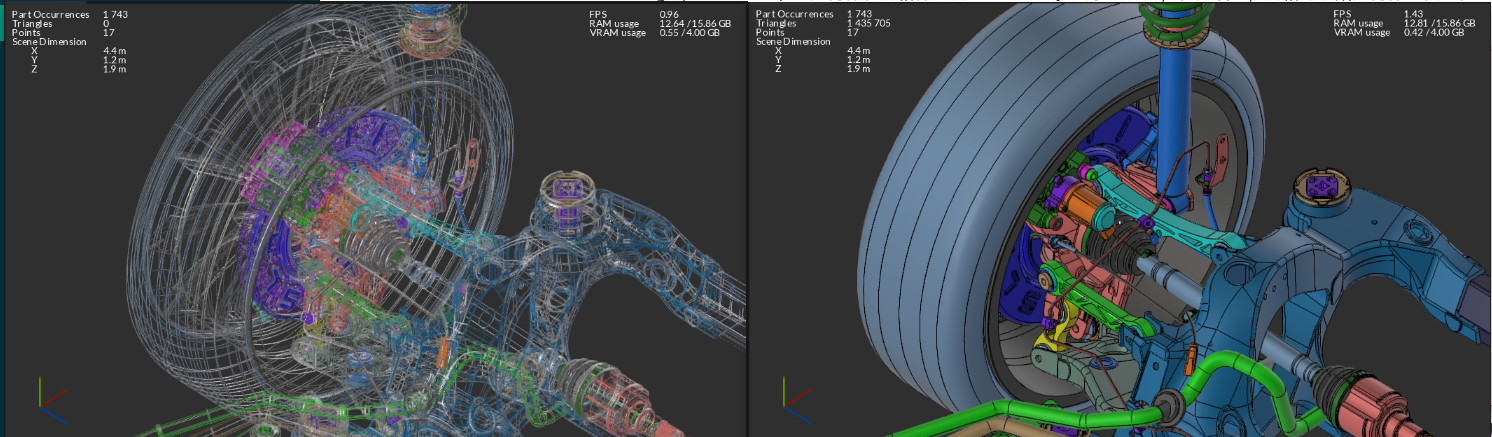 Part Occurrences 1 743
Triangles 0
Points 17
Scene Dimension
X 4.4 m
Y 1.2 m
Z 1.9 m
FPS 0.96
RAM usage 12.64 / 15.86 GB
VRAM usage 0.55 / 4.00 GB
Part Occurrences 1 743
Triangles 1 435 705
Points 17
Scene Dimension
X 4.4 m
Y 1.2 m
Z 1.9 m
FPS 1.43
RAM usage 12.81 / 15.86 GB
VRAM usage 0.42 / 4.00 GB